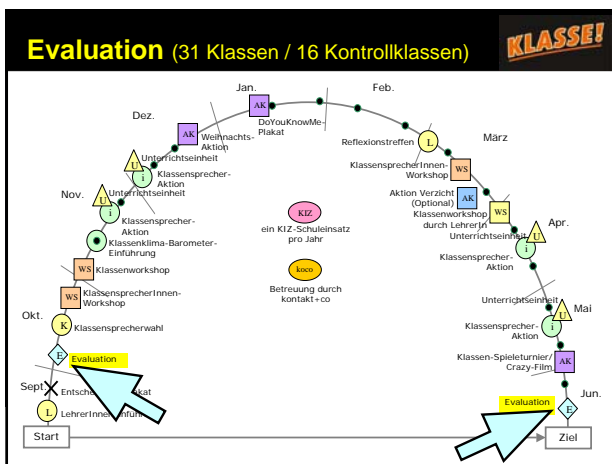 Evaluation (31 Klassen / 16 Kontrollklassen)
KLASSE!
Jan.
Feb.
Dez.
März
Nov.
Apr.
Okt.
Mai
Sept.
Jun.
AK
DoYouKnowMe-
Plakat
AK
Weihnachts-
Aktion
U
Unterrichtseinheit
i
Klassensprecher-
Aktion
U
Unterrichtseinheit
i
Klassensprecher-
Aktion
Klassenklima-Barometer-
Einführung
WS
Klassenworkshop
WS
KlassensprecherInnen-
Workshop
K
Klassensprecherwahl
E
Evaluation
L
Start
KIZ
ein KIZ-Schuleinsatz
pro Jahr
koco
Betreuung durch
kontakt+co
Reflexionstreffen
L
KlassensprecherInnen-
Workshop
WS
Aktion Verzicht
(Optional)
AK
Klassenworkshop
durch LehrerIn
WS
Unterrichtseinheit
U
Klassensprecher-
Aktion
i
Unterrichtseinheit
U
Klassensprecher-
Aktion
i
Klassen-Spieleturnier/
Crazy-Film
AK
Evaluation
E
Ziel